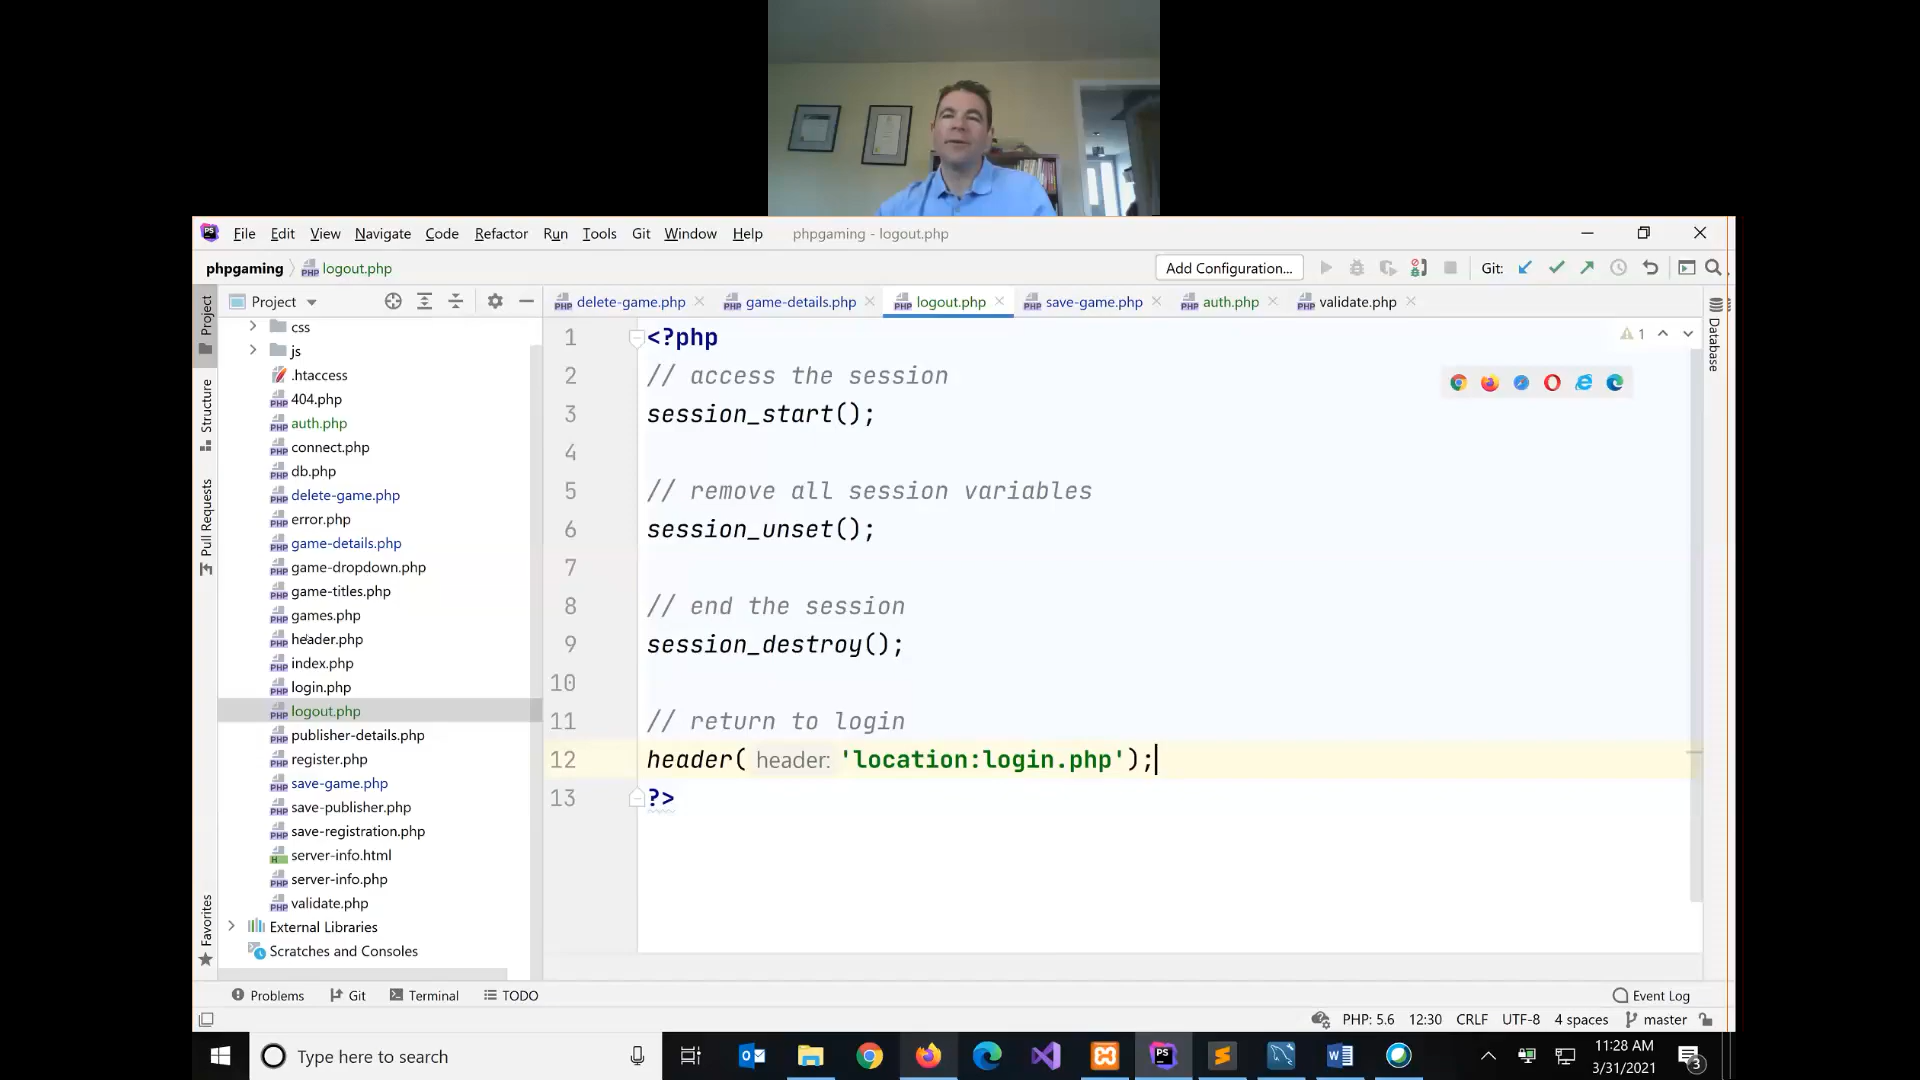 File Edit View Navigate Code Refactor Run Tools Git Window Help phpgaming - logout.php
phpgaming logout.php Add Configuration... Git:
Project
delete-game.php game-details.php logout.php save-game.php auth.php validate.php
css
js
.htaccess
404.php
auth.php
connect.php
db.php
delete-game.php
error.php
game-details.php
game-dropdown.php
game-titles.php
games.php
header.php
index.php
login.php
logout.php
publisher-details.php
register.php
save-game.php
save-publisher.php
save-registration.php
server-info.html
server-info.php
validate.php
External Libraries
Scratches and Consoles
Project
Structure
Pull Requests
Favorites
1 <?php
2 // access the session
3 session_start();
4
5 // remove all session variables
6 session_unset();
7
8 // end the session
9 session_destroy();
10
11 // return to login
12 header( header: 'location:login.php');
13 ?>
1
Database
Problems Git Terminal TODO Event Log
PHP: 5.6 12:30 CRLF UTF-8 4 spaces master
Type here to search
11:28 AM
3/31/2021
3